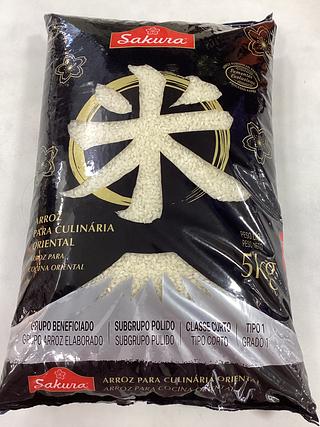 Sakura
米
ARROZ
PARA CULINÁRIA
ORIENTAL
ARROZ PARA
COCINA ORIENTAL
5kg
GRUPO BENEFICIADO | SUBGRUPO POLIDO | CLASSE CURTO | TIPO 1
GRUPO ARROZ ELABORADO | SUBGRUPO PULIDO | TIPO CORTO | GRADO 1
Sakura
ARROZ PARA CULINÁRIA ORIENTAL
ARROZ PARA COCINA ORIENTAL